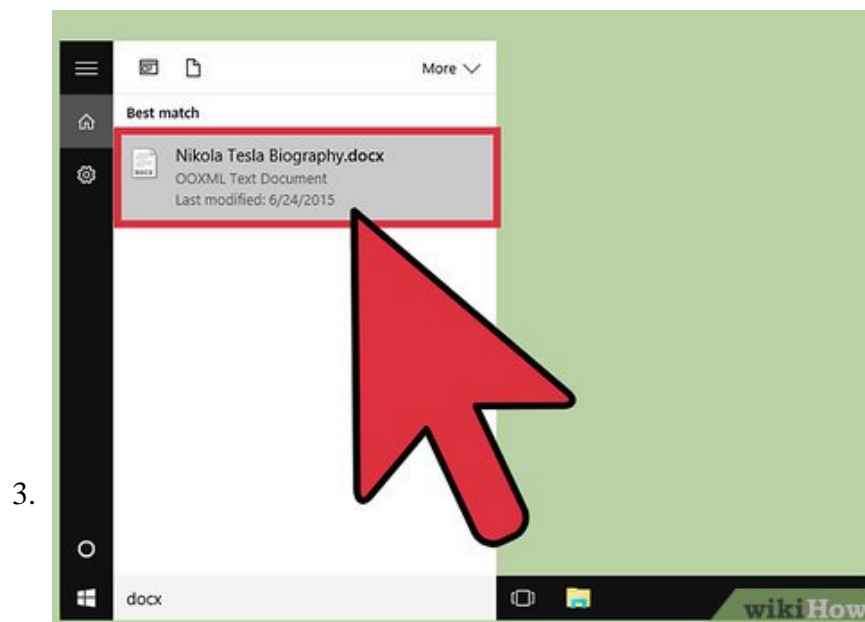 More
Best match
Nikola Tesla Biography.docx
OOXML Text Document
Last modified: 6/24/2015
3.
docx
wikiHow